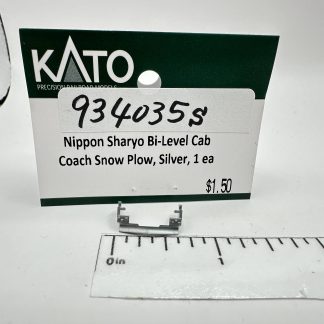 KATO
PRECISION RAILROAD MODELS
934035s
Nippon Sharyo Bi-Level Cab
Coach Snow Plow, Silver, 1 ea
$1.50
0in 1